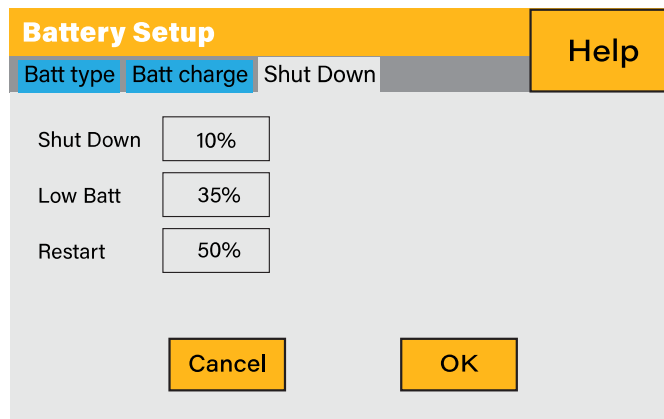 Battery Setup
Help
Batt type Batt charge Shut Down
Shut Down 10%
Low Batt 35%
Restart 50%
Cancel OK